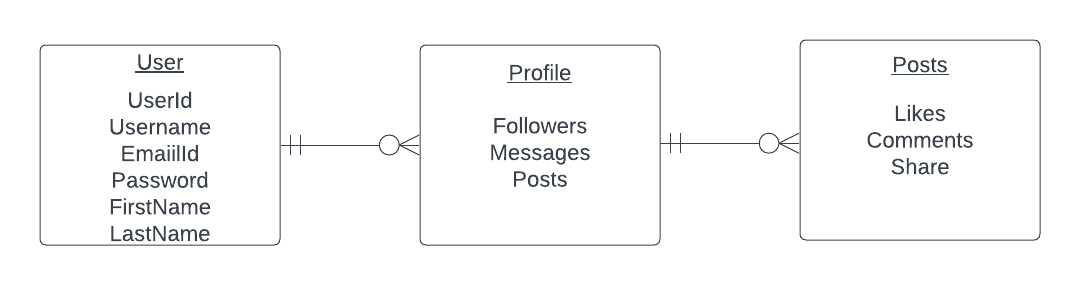 User
UserId
Username
EmaiilId
Password
FirstName
LastName
Profile
Followers
Messages
Posts
Posts
Likes
Comments
Share